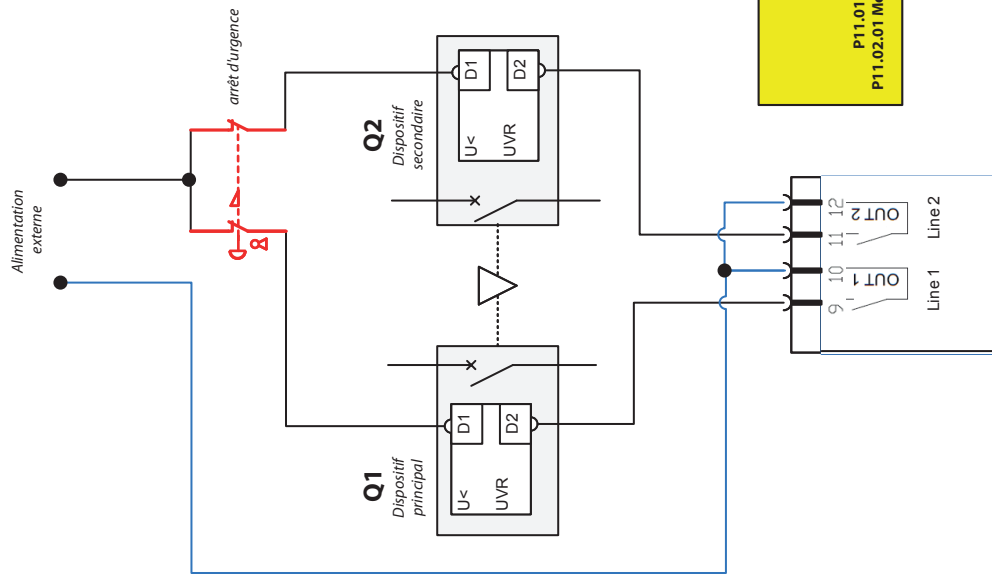 Alimentation
externe
arrêt d'urgence
Q1
Dispositif
principal
U<
UVR
D1
D2
Q2
Dispositif
secondaire
U<
UVR
D1
D2
9
10
11
12
OUT 1
OUT 2
Line 1
Line 2
P11.01
P11.02.01